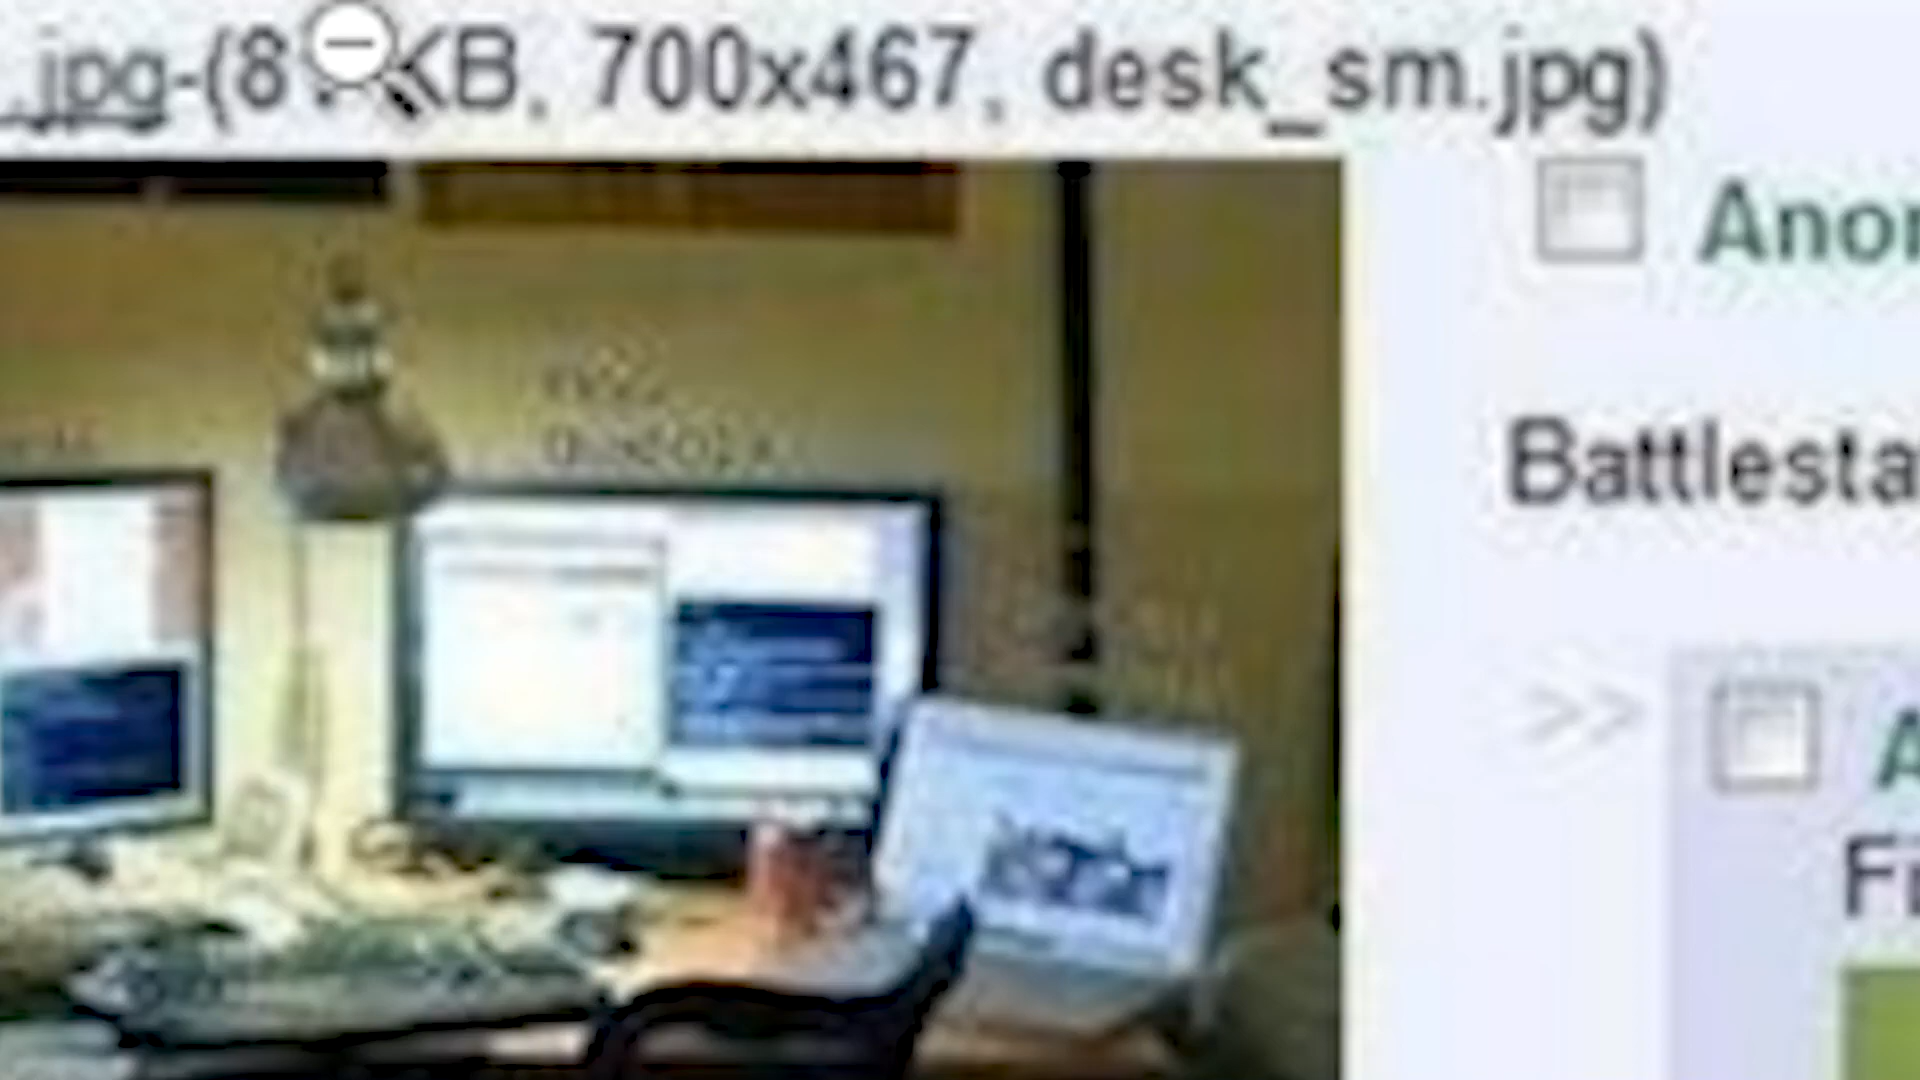 .jpg-(8 KB, 700x467, desk_sm.jpg)
Anon
Battlesta
>>
A
Fi